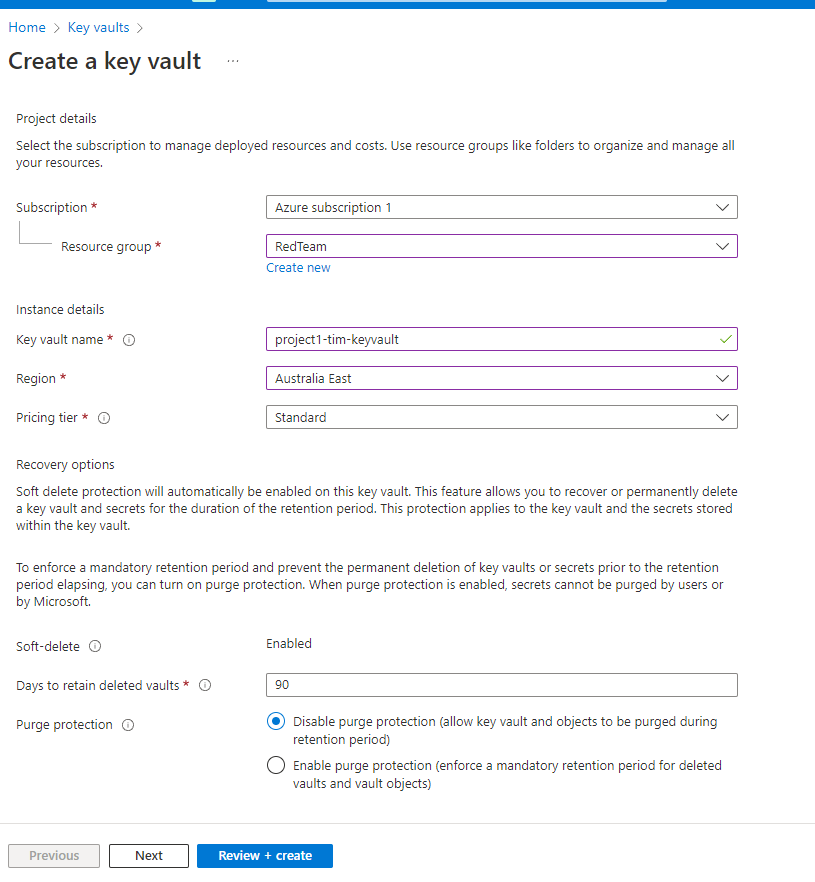 Home > Key vaults >
Create a key vault ...
Project details
Select the subscription to manage deployed resources and costs. Use resource groups like folders to organize and manage all
your resources.
Subscription *
Azure subscription 1
Resource group *
RedTeam
Create new
Instance details
Key vault name *
project1-tim-keyvault
Region *
Australia East
Pricing tier *
Standard
Recovery options
Soft delete protection will automatically be enabled on this key vault. This feature allows you to recover or permanently delete
a key vault and secrets for the duration of the retention period. This protection applies to the key vault and the secrets stored
within the key vault.
To enforce a mandatory retention period and prevent the permanent deletion of key vaults or secrets prior to the retention
period elapsing, you can turn on purge protection. When purge protection is enabled, secrets cannot be purged by users or
by Microsoft.
Soft-delete
Enabled
Days to retain deleted vaults *
90
Purge protection
Disable purge protection (allow key vault and objects to be purged during
retention period)
Enable purge protection (enforce a mandatory retention period for deleted
vaults and vault objects)
Previous
Next
Review + create